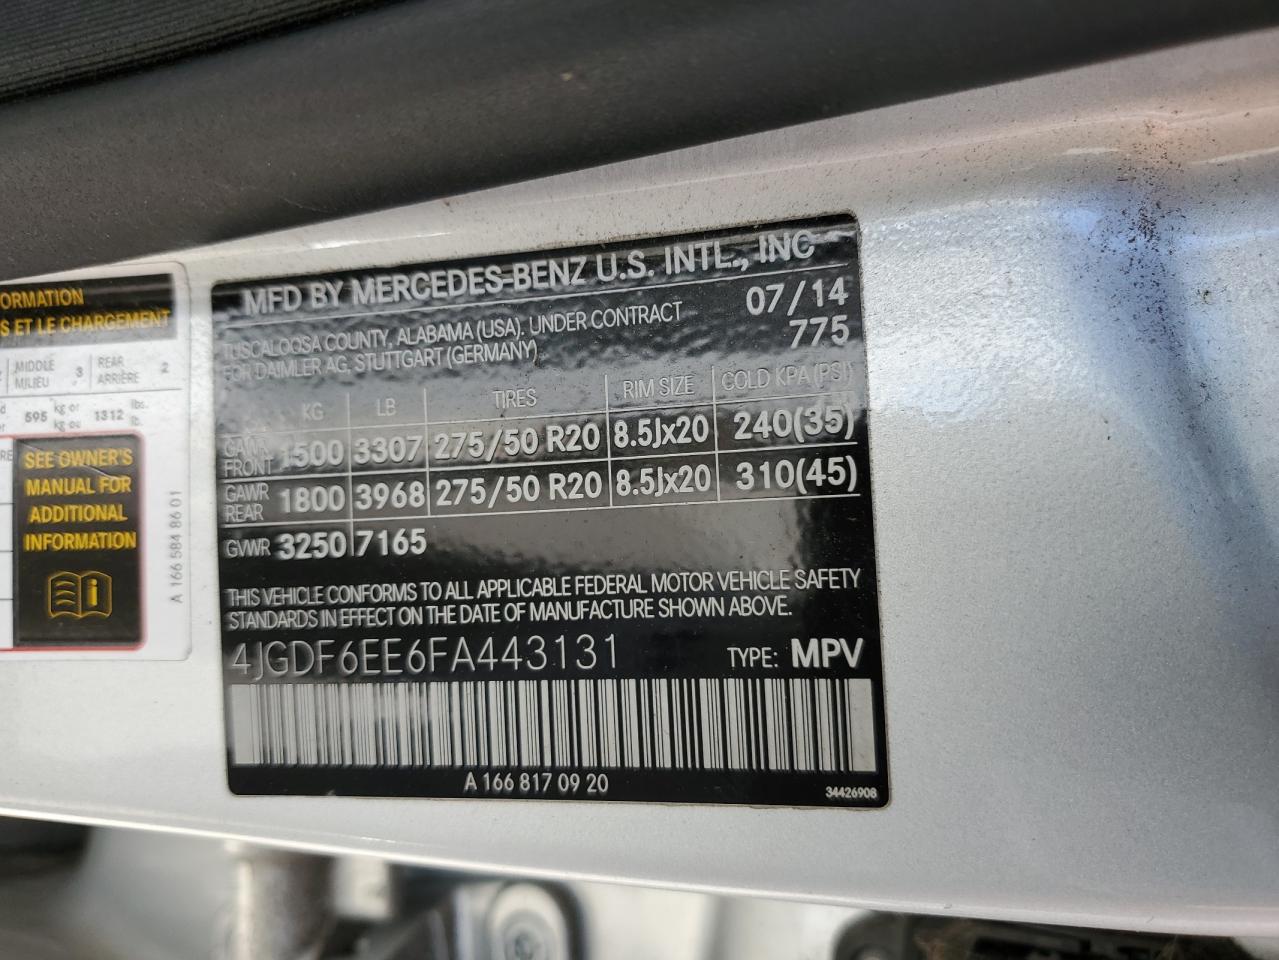 FORMATION
S ET LE CHARGEMENT
MIDDLE MILIEU 3 REAR ARRIÈRE 2
595 kg or kg ou 1312 lbs. lb.
SEE OWNER'S
MANUAL FOR
ADDITIONAL
INFORMATION
A 166 584 86 01
MFD BY MERCEDES-BENZ U.S. INTL., INC
TUSCALOOSA COUNTY, ALABAMA (USA). UNDER CONTRACT 07/14
FOR DAIMLER AG, STUTTGART (GERMANY) 775
KG LB TIRES RIM SIZE COLD KPA (PSI)
GAWR FRONT 1500 3307 275/50 R20 8.5Jx20 240(35)
GAWR REAR 1800 3968 275/50 R20 8.5Jx20 310(45)
GVWR 3250 7165
THIS VEHICLE CONFORMS TO ALL APPLICABLE FEDERAL MOTOR VEHICLE SAFETY
STANDARDS IN EFFECT ON THE DATE OF MANUFACTURE SHOWN ABOVE.
4JGDF6EE6FA443131 TYPE: MPV
A 166 817 09 20
34426908